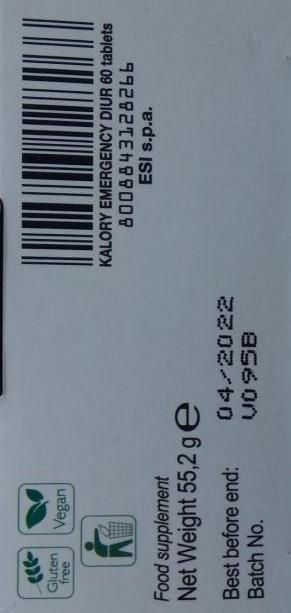 Gluten
free
Vegan
KALORY EMERGENCY DIUR 60 tablets
8008843128266
ESI s.p.a.
Food supplement
Net Weight 55,2 g e
Best before end: 04/2022
Batch No. V095B